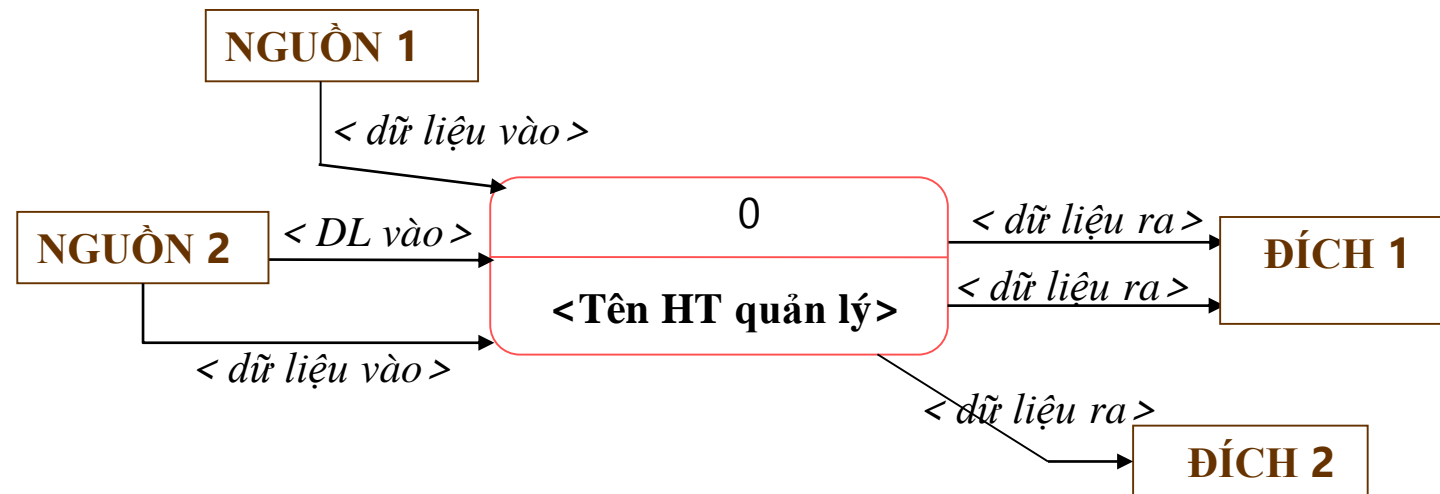 NGUỒN 1
< dữ liệu vào >
0
< dữ liệu ra >
NGUỒN 2
< DL vào >
ĐÍCH 1
< dữ liệu ra >
<Tên HT quản lý>
< dữ liệu vào >
< dữ liệu ra >
ĐÍCH 2